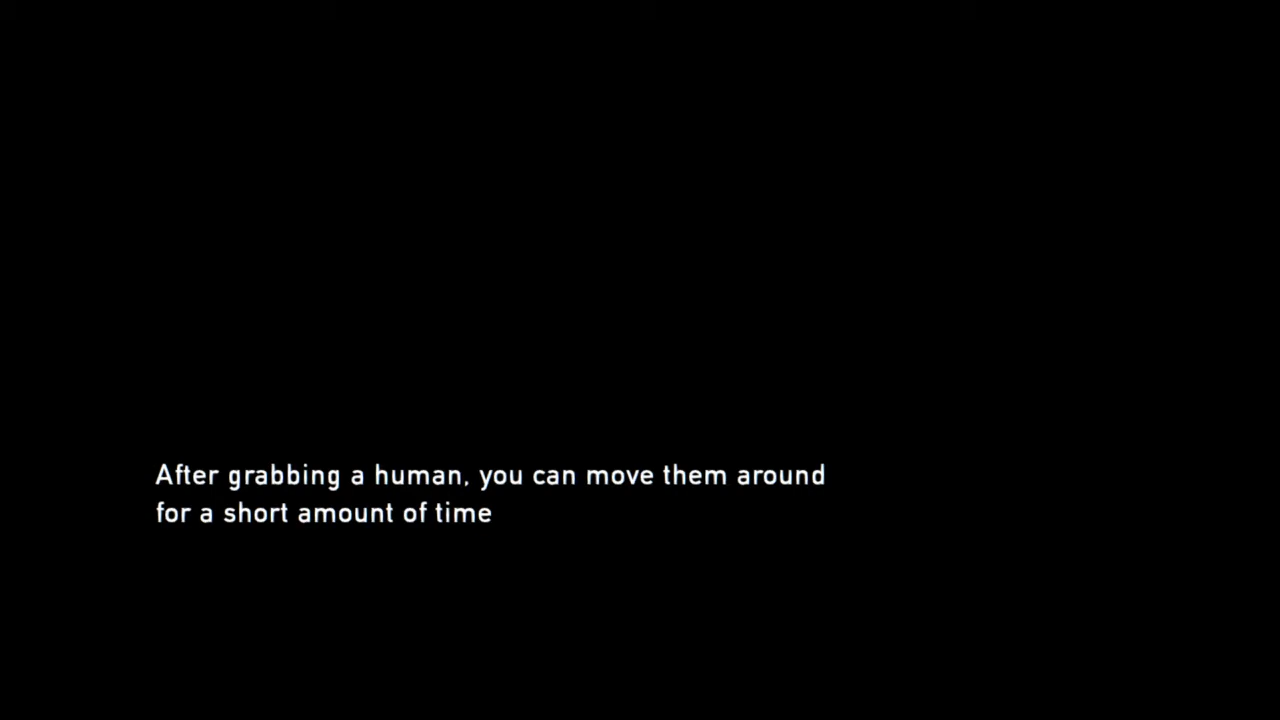 After grabbing a human, you can move them around
for a short amount of time